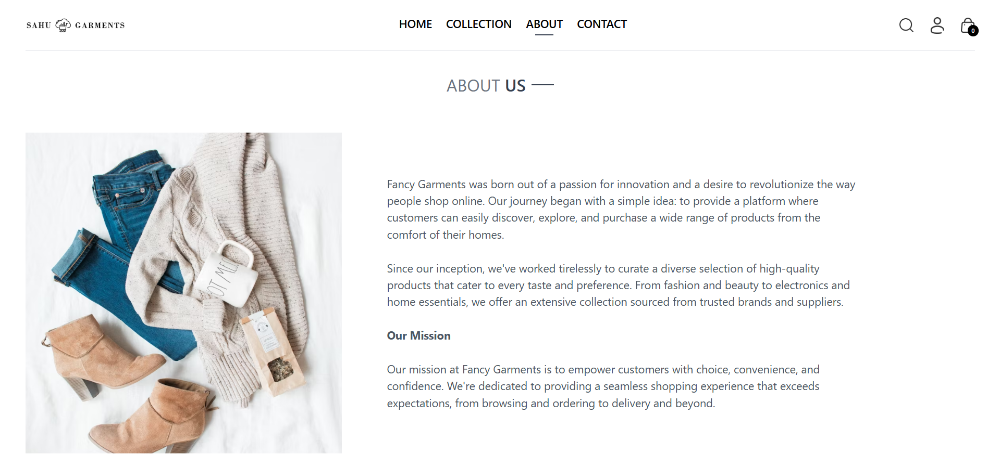 SAHU GARMENTS
HOME COLLECTION ABOUT CONTACT
0
ABOUT US
OT MEL
Fancy Garments was born out of a passion for innovation and a desire to revolutionize the way
people shop online. Our journey began with a simple idea: to provide a platform where
customers can easily discover, explore, and purchase a wide range of products from the
comfort of their homes.
Since our inception, we've worked tirelessly to curate a diverse selection of high-quality
products that cater to every taste and preference. From fashion and beauty to electronics and
home essentials, we offer an extensive collection sourced from trusted brands and suppliers.
Our Mission
Our mission at Fancy Garments is to empower customers with choice, convenience, and
confidence. We're dedicated to providing a seamless shopping experience that exceeds
expectations, from browsing and ordering to delivery and beyond.